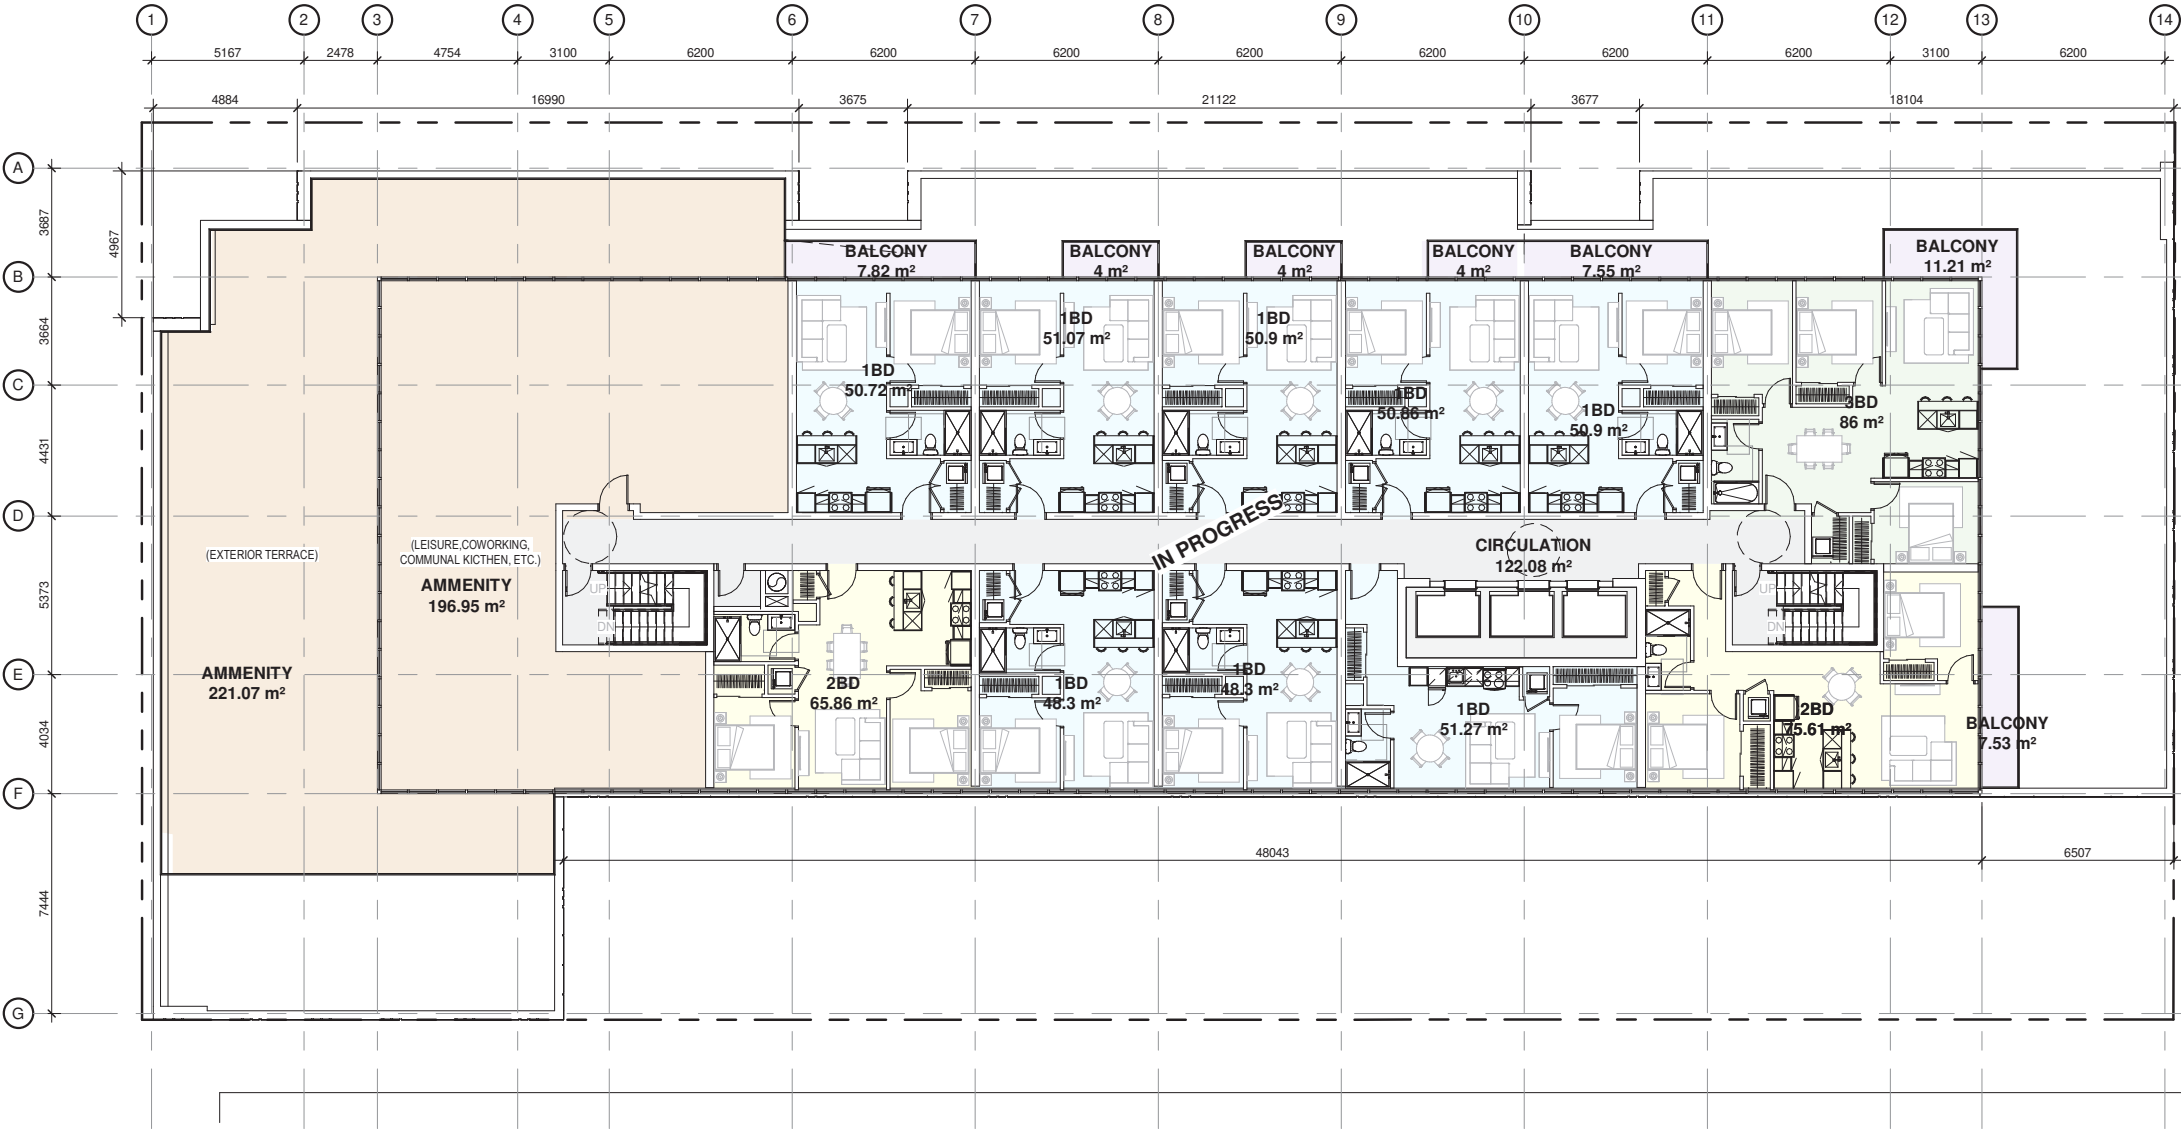 1 2 3 4 5 6 7 8 9 10 11 12 13 14
5167 2478 4754 3100 6200 6200 6200 6200 6200 6200 6200 3100 6200
4884 16990 3675 21122 3677 18104
A
3687
4967
B
3664
C
4431
D
5373
E
4034
F
7444
G
BALCONY
7.82 m²
BALCONY
4 m²
BALCONY
4 m²
BALCONY
4 m²
BALCONY
7.55 m²
BALCONY
11.21 m²
1BD
50.72 m²
1BD
51.07 m²
1BD
50.9 m²
1BD
50.86 m²
1BD
50.9 m²
3BD
86 m²
IN PROGRESS
CIRCULATION
122.08 m²
(EXTERIOR TERRACE)
(LEISURE,COWORKING,
COMMUNAL KICTHEN, ETC.)
AMMENITY
196.95 m²
UP
DN
UP
DN
AMMENITY
221.07 m²
2BD
65.86 m²
1BD
48.3 m²
1BD
48.3 m²
1BD
51.27 m²
2BD
75.61 m²
BALCONY
7.53 m²
48043 6507